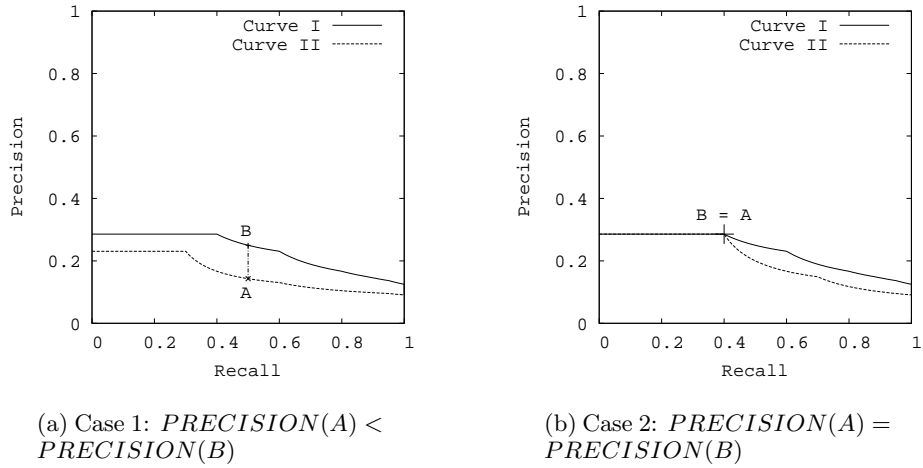 1
0.8
0.6
0.4
0.2
0
Precision
Curve I
Curve II
B
A
0 0.2 0.4 0.6 0.8 1
Recall
(a) Case 1: PRECISION(A) <
PRECISION(B)
1
0.8
0.6
0.4
0.2
0
Precision
Curve I
Curve II
B = A
0 0.2 0.4 0.6 0.8 1
Recall
(b) Case 2: PRECISION(A) =
PRECISION(B)